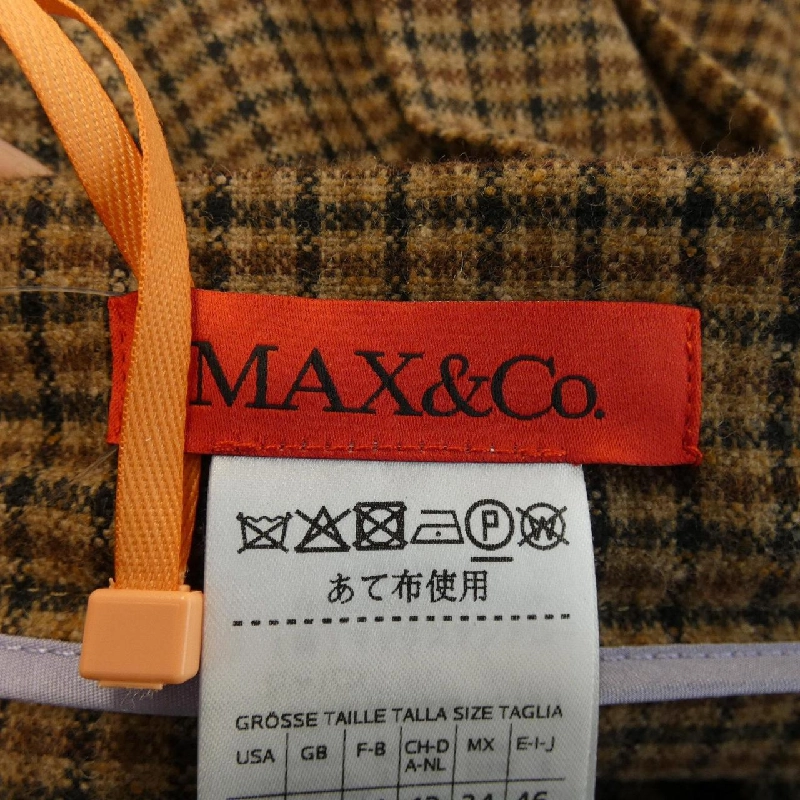 MAX&Co.
P W
あて布使用
GRÖSSE TAILLE TALLA SIZE TAGLIA
USA GB F-B CH-D MX E-I-J
A-NL